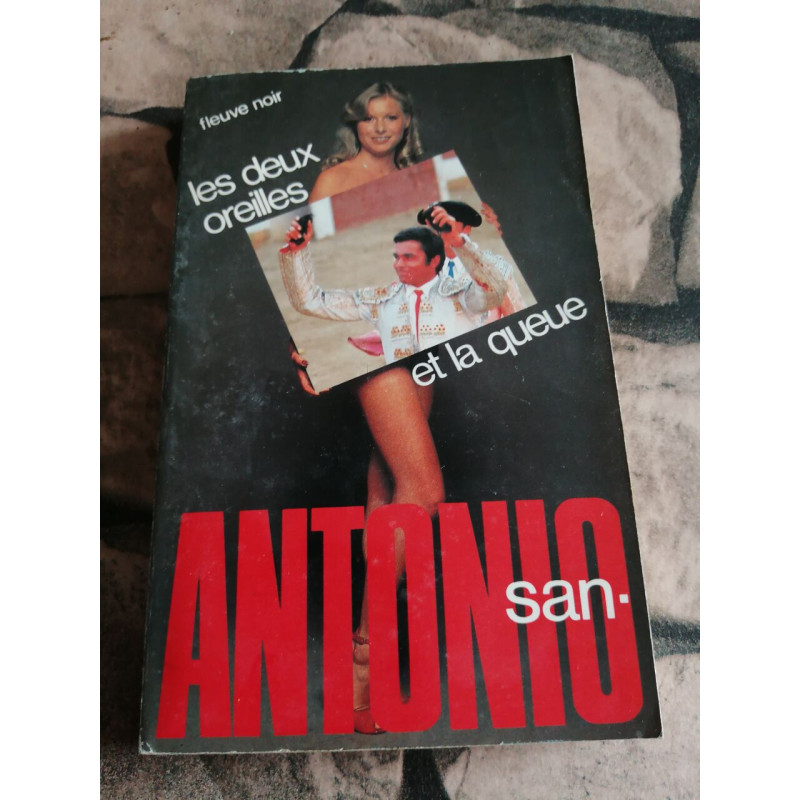 fleuve noir
les deux
oreilles
et la queue
san-
ANTONIO